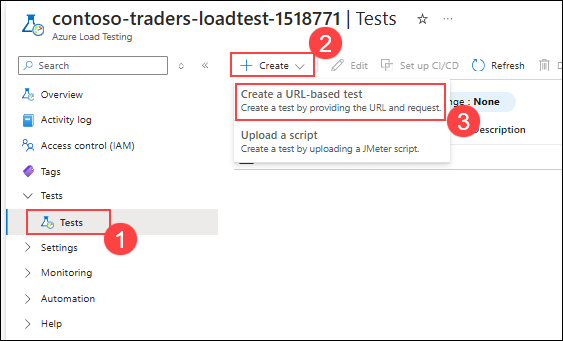 contoso-traders-loadtest-1518771 | Tests
Azure Load Testing
2
Search
Create
Edit
Set up CI/CD
Refresh
Overview
Activity log
Access control (IAM)
Tags
Tests
Tests
1
Settings
Monitoring
Automation
Help
Create a URL-based test
Create a test by providing the URL and request.
3
Upload a script
Create a test by uploading a JMeter script.
: None
Description